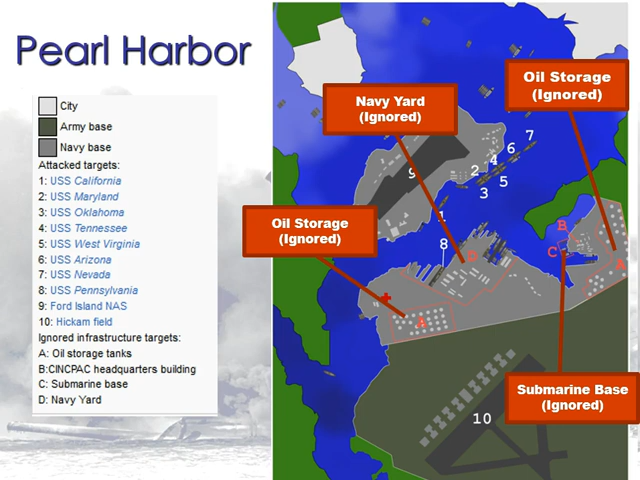 Pearl Harbor
City
Army base
Navy base
Attacked targets:
1: USS California
2: USS Maryland
3: USS Oklahoma
4: USS Tennessee
5: USS West Virginia
6: USS Arizona
7: USS Nevada
8: USS Pennsylvania
9: Ford Island NAS
10: Hickam field
Ignored infrastructure targets:
A: Oil storage tanks
B:CINCPAC headquarters building
C: Submarine base
D: Navy Yard
Oil Storage
(Ignored)
Navy Yard
(Ignored)
7
6
4
9
2
5
3
1
Oil Storage
(Ignored)
B
C
8
D
A
A
Submarine Base
(Ignored)
10